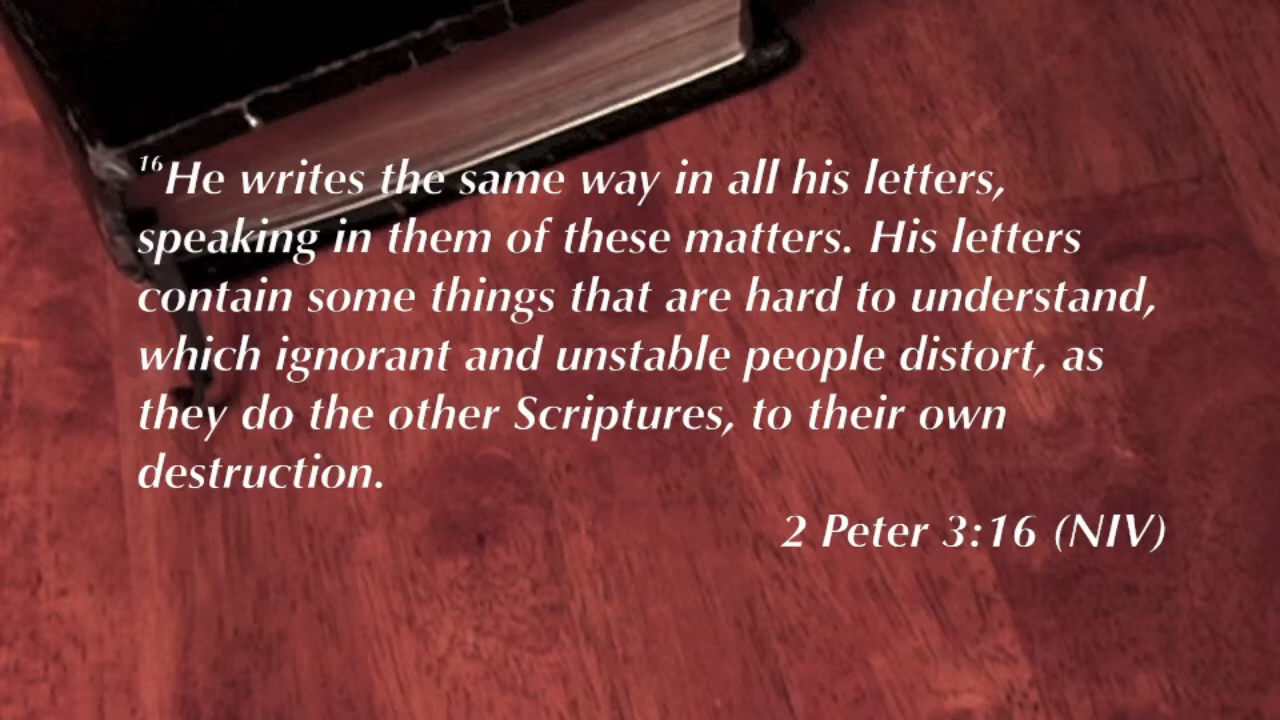 ¹⁶He writes the same way in all his letters,
speaking in them of these matters. His letters
contain some things that are hard to understand,
which ignorant and unstable people distort, as
they do the other Scriptures, to their own
destruction.
2 Peter 3:16 (NIV)